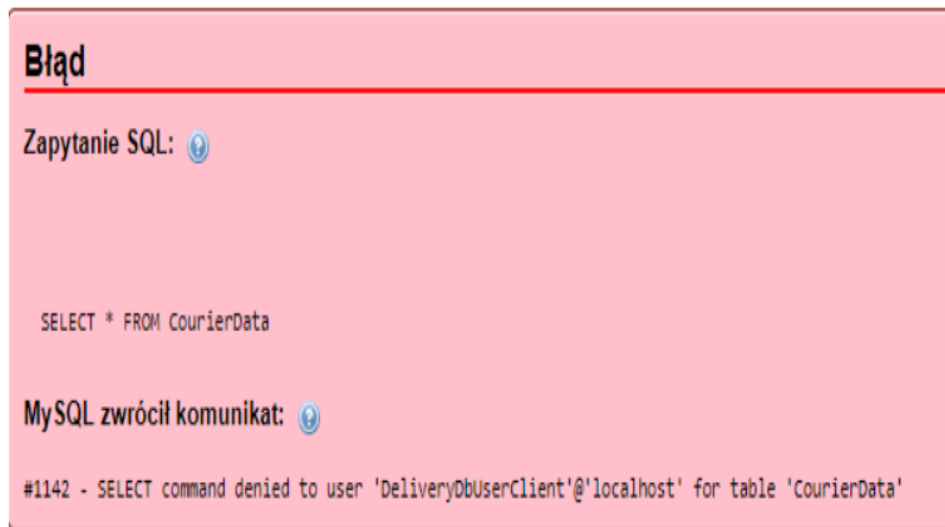 Błąd
Zapytanie SQL:
SELECT * FROM CourierData
MySQL zwrócił komunikat:
#1142 - SELECT command denied to user 'DeliveryDbUserClient'@'localhost' for table 'CourierData'